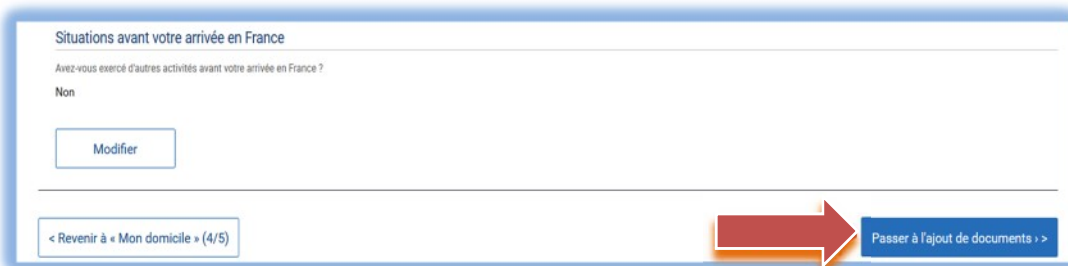 Situations avant votre arrivée en France
Avez-vous exercé d'autres activités avant votre arrivée en France ?
Non
Modifier
< Revenir à « Mon domicile » (4/5)
Passer à l'ajout de documents › >